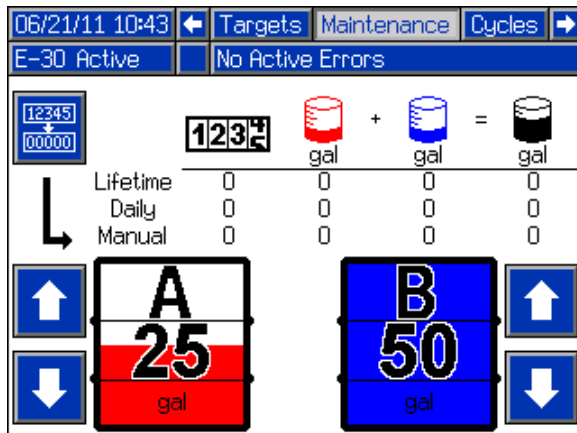 06/21/11 10:43 Targets Maintenance Cycles
E-30 Active No Active Errors
12345
00000
1234
+ =
gal gal gal
Lifetime 0 0 0 0
Daily 0 0 0 0
Manual 0 0 0 0
A B
25 50
gal gal